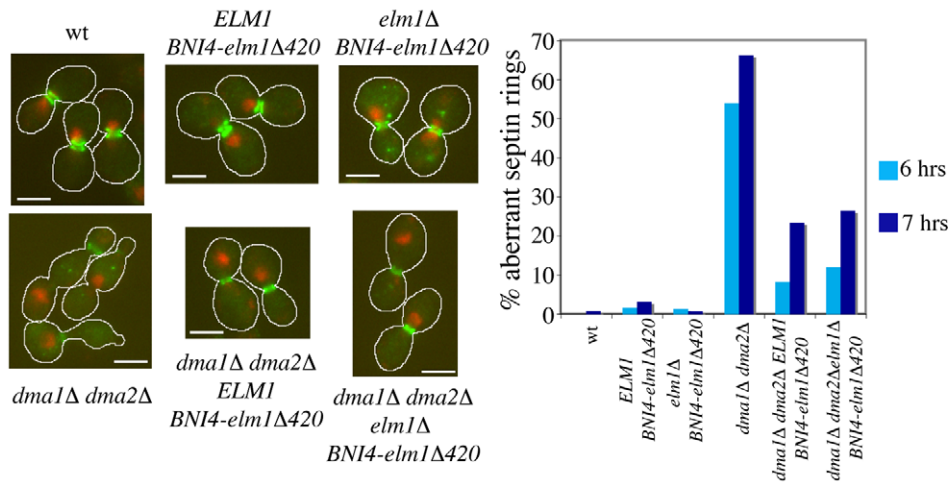 wt
ELM1
BNI4-elm1Δ420
elm1Δ
BNI4-elm1Δ420
dma1Δ dma2Δ
dma1Δ dma2Δ
ELM1
BNI4-elm1Δ420
dma1Δ dma2Δ
elm1Δ
BNI4-elm1Δ420
% aberrant septin rings
70
60
50
40
30
20
10
0
wt
ELM1
BNI4-elm1Δ420
elm1Δ
BNI4-elm1Δ420
dma1Δ dma2Δ
dma1Δ dma2Δ ELM1
BNI4-elm1Δ420
dma1Δ dma2Δelm1Δ
BNI4-elm1Δ420
6 hrs
7 hrs